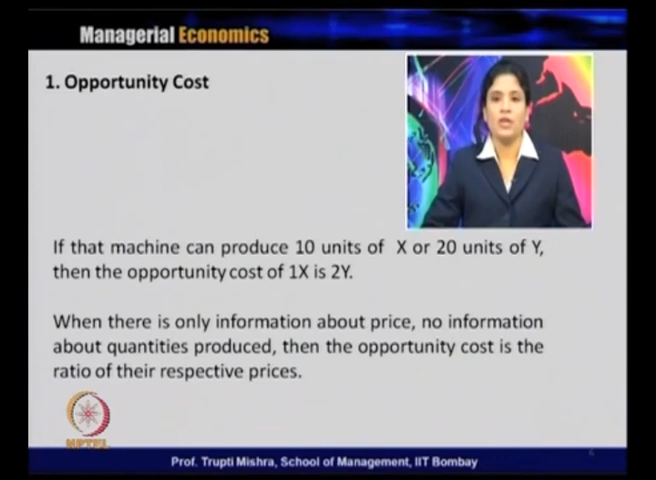 Managerial Economics
1. Opportunity Cost
If that machine can produce 10 units of X or 20 units of Y,
then the opportunity cost of 1X is 2Y.
When there is only information about price, no information
about quantities produced, then the opportunity cost is the
ratio of their respective prices.
NPTEL
Prof. Trupti Mishra, School of Management, IIT Bombay